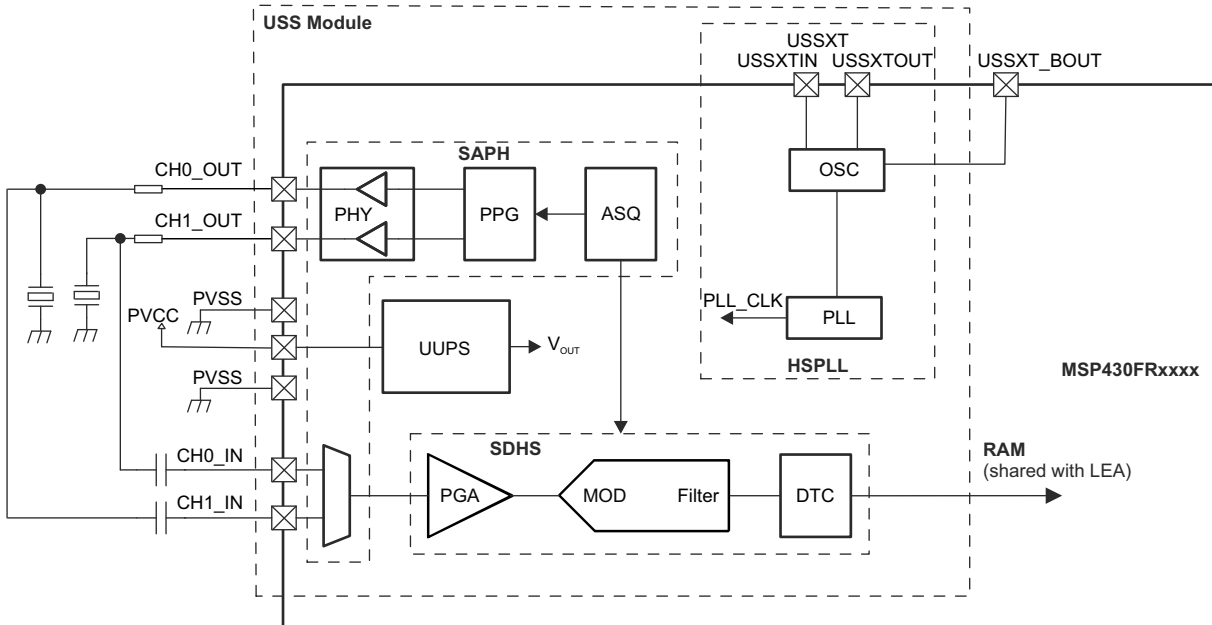 USS Module
USSXT
USSXTIN
USSXTOUT
USSXT_BOUT
SAPH
CH0_OUT
PHY
PPG
ASQ
OSC
CH1_OUT
PVSS
PVCC
UUPS
VOUT
PLL_CLK
PLL
HSPLL
PVSS
MSP430FRxxxx
SDHS
CH0_IN
RAM
(shared with LEA)
PGA
MOD
Filter
DTC
CH1_IN